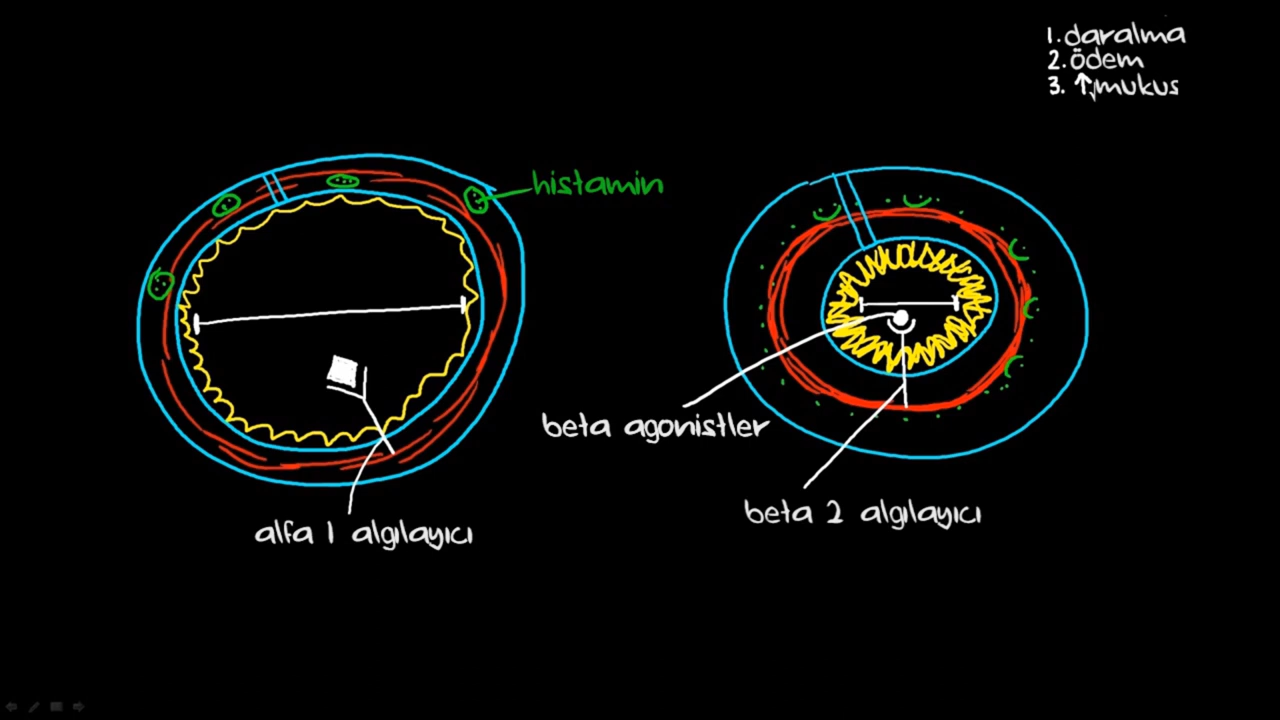 1. daralma
2. ödem
3. ↑ mukus
histamin
beta agonistler
beta 2 algılayıcı
alfa 1 algılayıcı